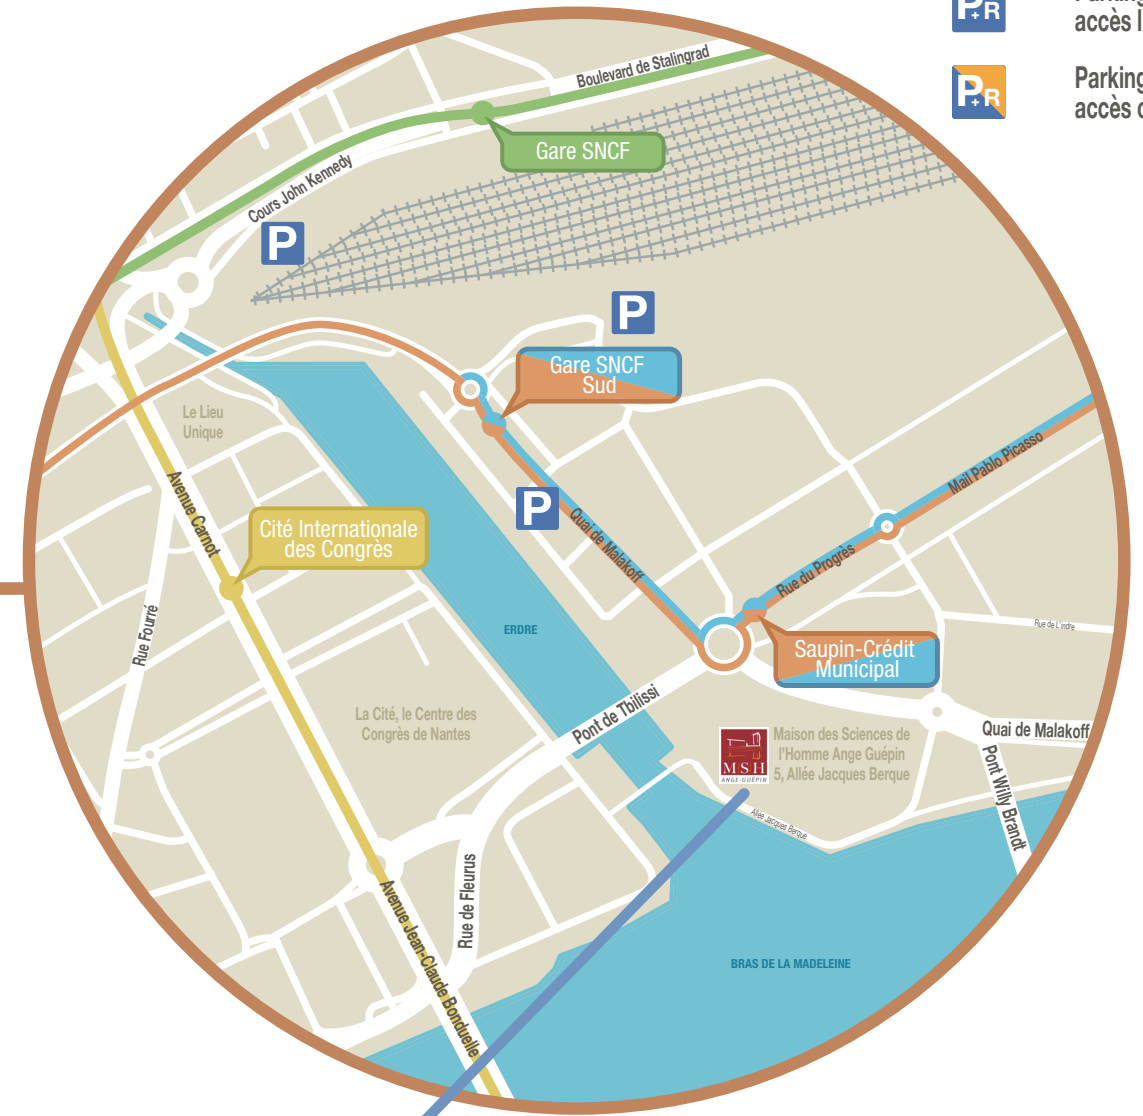 P+R
accès l
P+R
Parking
accès
Boulevard de Stalingrad
Gare SNCF
Cours John Kennedy
P
P
Gare SNCF
Sud
Le Lieu
Unique
Mail Pablo Picasso
Avenue Carnot
P
Quai de Malakoff
Cité Internationale
des Congrès
Rue du Progrès
Rue Fourré
ERDRE
Rue de L'indre
Saupin-Crédit
Municipal
Pont de Tbilissi
La Cité, le Centre des
Congrès de Nantes
Quai de Malakoff
MSH
ANGE-GUÉPIN
Maison des Sciences de
l'Homme Ange Guépin
5, Allée Jacques Berque
Pont Willy Brandt
Allée Jacques Berque
Rue de Fleurus
Avenue Jean-Claude Bonduelle
BRAS DE LA MADELEINE